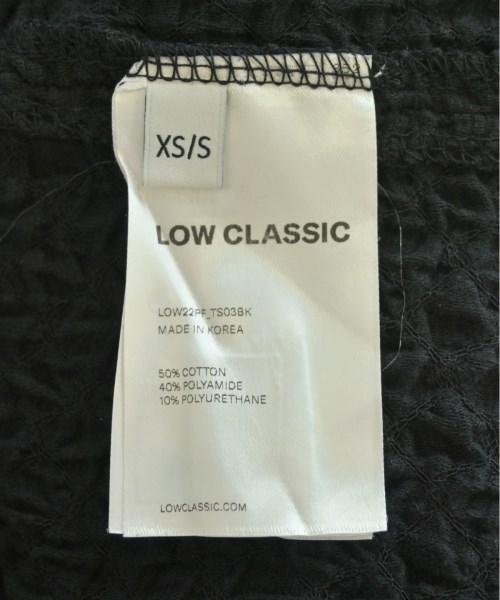 XS/S
LOW CLASSIC
LOW22PF_TS03BK
MADE IN KOREA
50% COTTON
40% POLYAMIDE
10% POLYURETHANE
LOWCLASSIC.COM